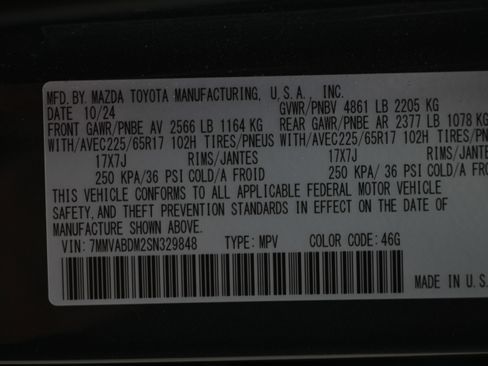 MFD. BY. MAZDA TOYOTA MANUFACTURING, U.S.A., INC.
DATE 10/24 GVWR/PNBV 4861 LB 2205 KG
FRONT GAWR/PNBE AV 2566 LB 1164 KG REAR GAWR/PNBE AR 2377 LB 1078 KG
WITH/AVEC225/65R17 102H TIRES/PNEUS WITH/AVEC225/65R17 102H TIRES/PN
17X7J RIMS/JANTES 17X7J RIMS/JANTES
250 KPA/36 PSI COLD/A FROID 250 KPA/36 PSI COLD/A FRO
THIS VEHICLE CONFORMS TO ALL APPLICABLE FEDERAL MOTOR VEHICLE
SAFETY, AND THEFT PREVENTION STANDARDS IN EFFECT ON THE DATE OF
MANUFACTURE SHOWN ABOVE.
VIN: 7MMVABDM2SN329848 TYPE: MPV COLOR CODE: 46G
MADE IN U.S.